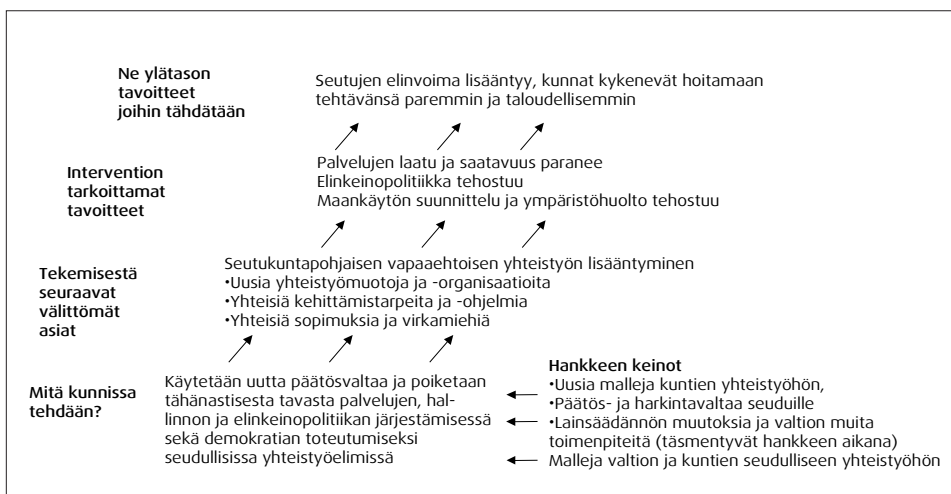 Ne ylätason
tavoitteet
joihin tähdätään
Seutujen elinvoima lisääntyy, kunnat kykenevät hoitamaan
tehtävänsä paremmin ja taloudellisemmin
Intervention
tarkoittamat
tavoitteet
Palvelujen laatu ja saatavuus paranee
Elinkeinopolitiikka tehostuu
Maankäytön suunnittelu ja ympäristöhuolto tehostuu
Tekemisestä
seuraavat
välittömät
asiat
Seutukuntapohjaisen vapaaehtoisen yhteistyön lisääntyminen
•Uusia yhteistyömuotoja ja -organisaatioita
•Yhteisiä kehittämistarpeita ja -ohjelmia
•Yhteisiä sopimuksia ja virkamiehiä
Mitä kunnissa
tehdään?
Käytetään uutta päätösvaltaa ja poiketaan
tähänastisesta tavasta palvelujen, hal-
linnon ja elinkeinopolitiikan järjestämisessä
sekä demokratian toteutumiseksi
seudullisissa yhteistyöelimissä
Hankkeen keinot
•Uusia malleja kuntien yhteistyöhön,
•Päätös- ja harkintavaltaa seuduille
•Lainsäädännön muutoksia ja valtion muita
toimenpiteitä (täsmentyvät hankkeen aikana)
Malleja valtion ja kuntien seudulliseen yhteistyöhön